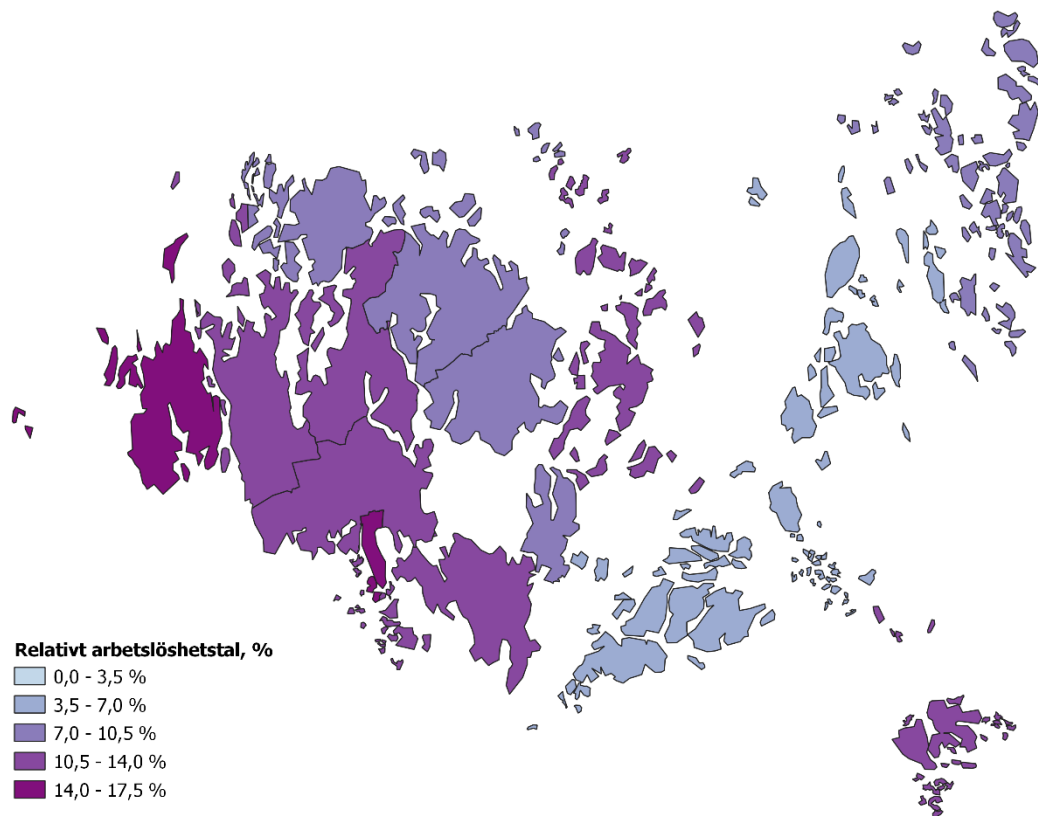 Relativt arbetslöshetstal, %
0,0 - 3,5 %
3,5 - 7,0 %
7,0 - 10,5 %
10,5 - 14,0 %
14,0 - 17,5 %